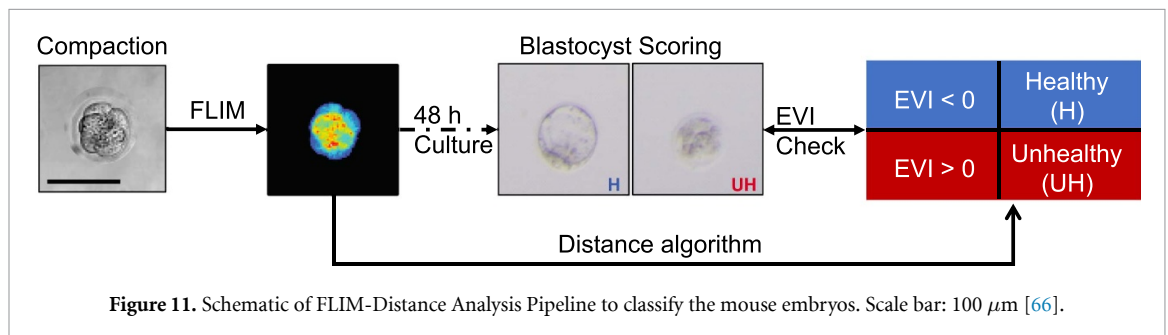 Compaction
FLIM
48 h
Culture
Blastocyst Scoring
H
UH
EVI
Check
EVI < 0
Healthy
(H)
EVI > 0
Unhealthy
(UH)
Distance algorithm
Figure 11. Schematic of FLIM-Distance Analysis Pipeline to classify the mouse embryos. Scale bar: 100 μm [66].